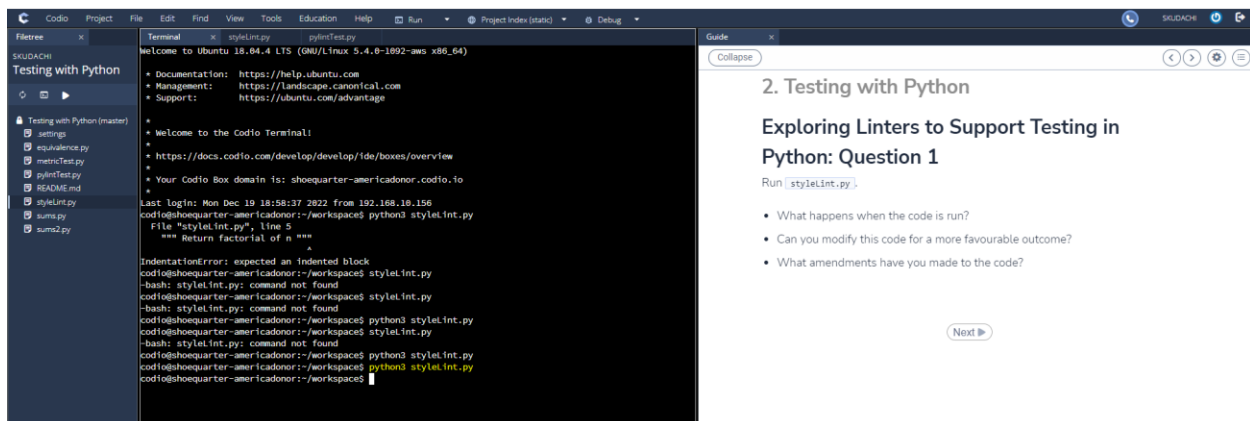 Codio Project File Edit Find View Tools Education Help Run Project Index (static) Debug SKUDACHI
Filetree x
SKUDACHI
Testing with Python
Testing with Python (master)
.settings
equivalence.py
metricTest.py
pylintTest.py
README.md
styleLint.py
sums.py
sums2.py
Terminal x styleLint.py pylintTest.py
Welcome to Ubuntu 18.04.4 LTS (GNU/Linux 5.4.0-1092-aws x86_64)
* Documentation: https://help.ubuntu.com
* Management: https://landscape.canonical.com
* Support: https://ubuntu.com/advantage
*
* Welcome to the Codio Terminal!
*
* https://docs.codio.com/develop/develop/ide/boxes/overview
*
* Your Codio Box domain is: shoequarter-americadonor.codio.io
*
Last login: Mon Dec 19 18:58:37 2022 from 192.168.10.156
codio@shoequarter-americadonor:~/workspace$ python3 styleLint.py
File "styleLint.py", line 5
""" Return factorial of n """
^
IndentationError: expected an indented block
codio@shoequarter-americadonor:~/workspace$ styleLint.py
-bash: styleLint.py: command not found
codio@shoequarter-americadonor:~/workspace$ styleLint.py
-bash: styleLint.py: command not found
codio@shoequarter-americadonor:~/workspace$ python3 styleLint.py
codio@shoequarter-americadonor:~/workspace$ styleLint.py
-bash: styleLint.py: command not found
codio@shoequarter-americadonor:~/workspace$ python3 styleLint.py
codio@shoequarter-americadonor:~/workspace$ python3 styleLint.py
codio@shoequarter-americadonor:~/workspace$
Guide x
Collapse
2. Testing with Python
Exploring Linters to Support Testing in
Python: Question 1
Run styleLint.py.
• What happens when the code is run?
• Can you modify this code for a more favourable outcome?
• What amendments have you made to the code?
Next